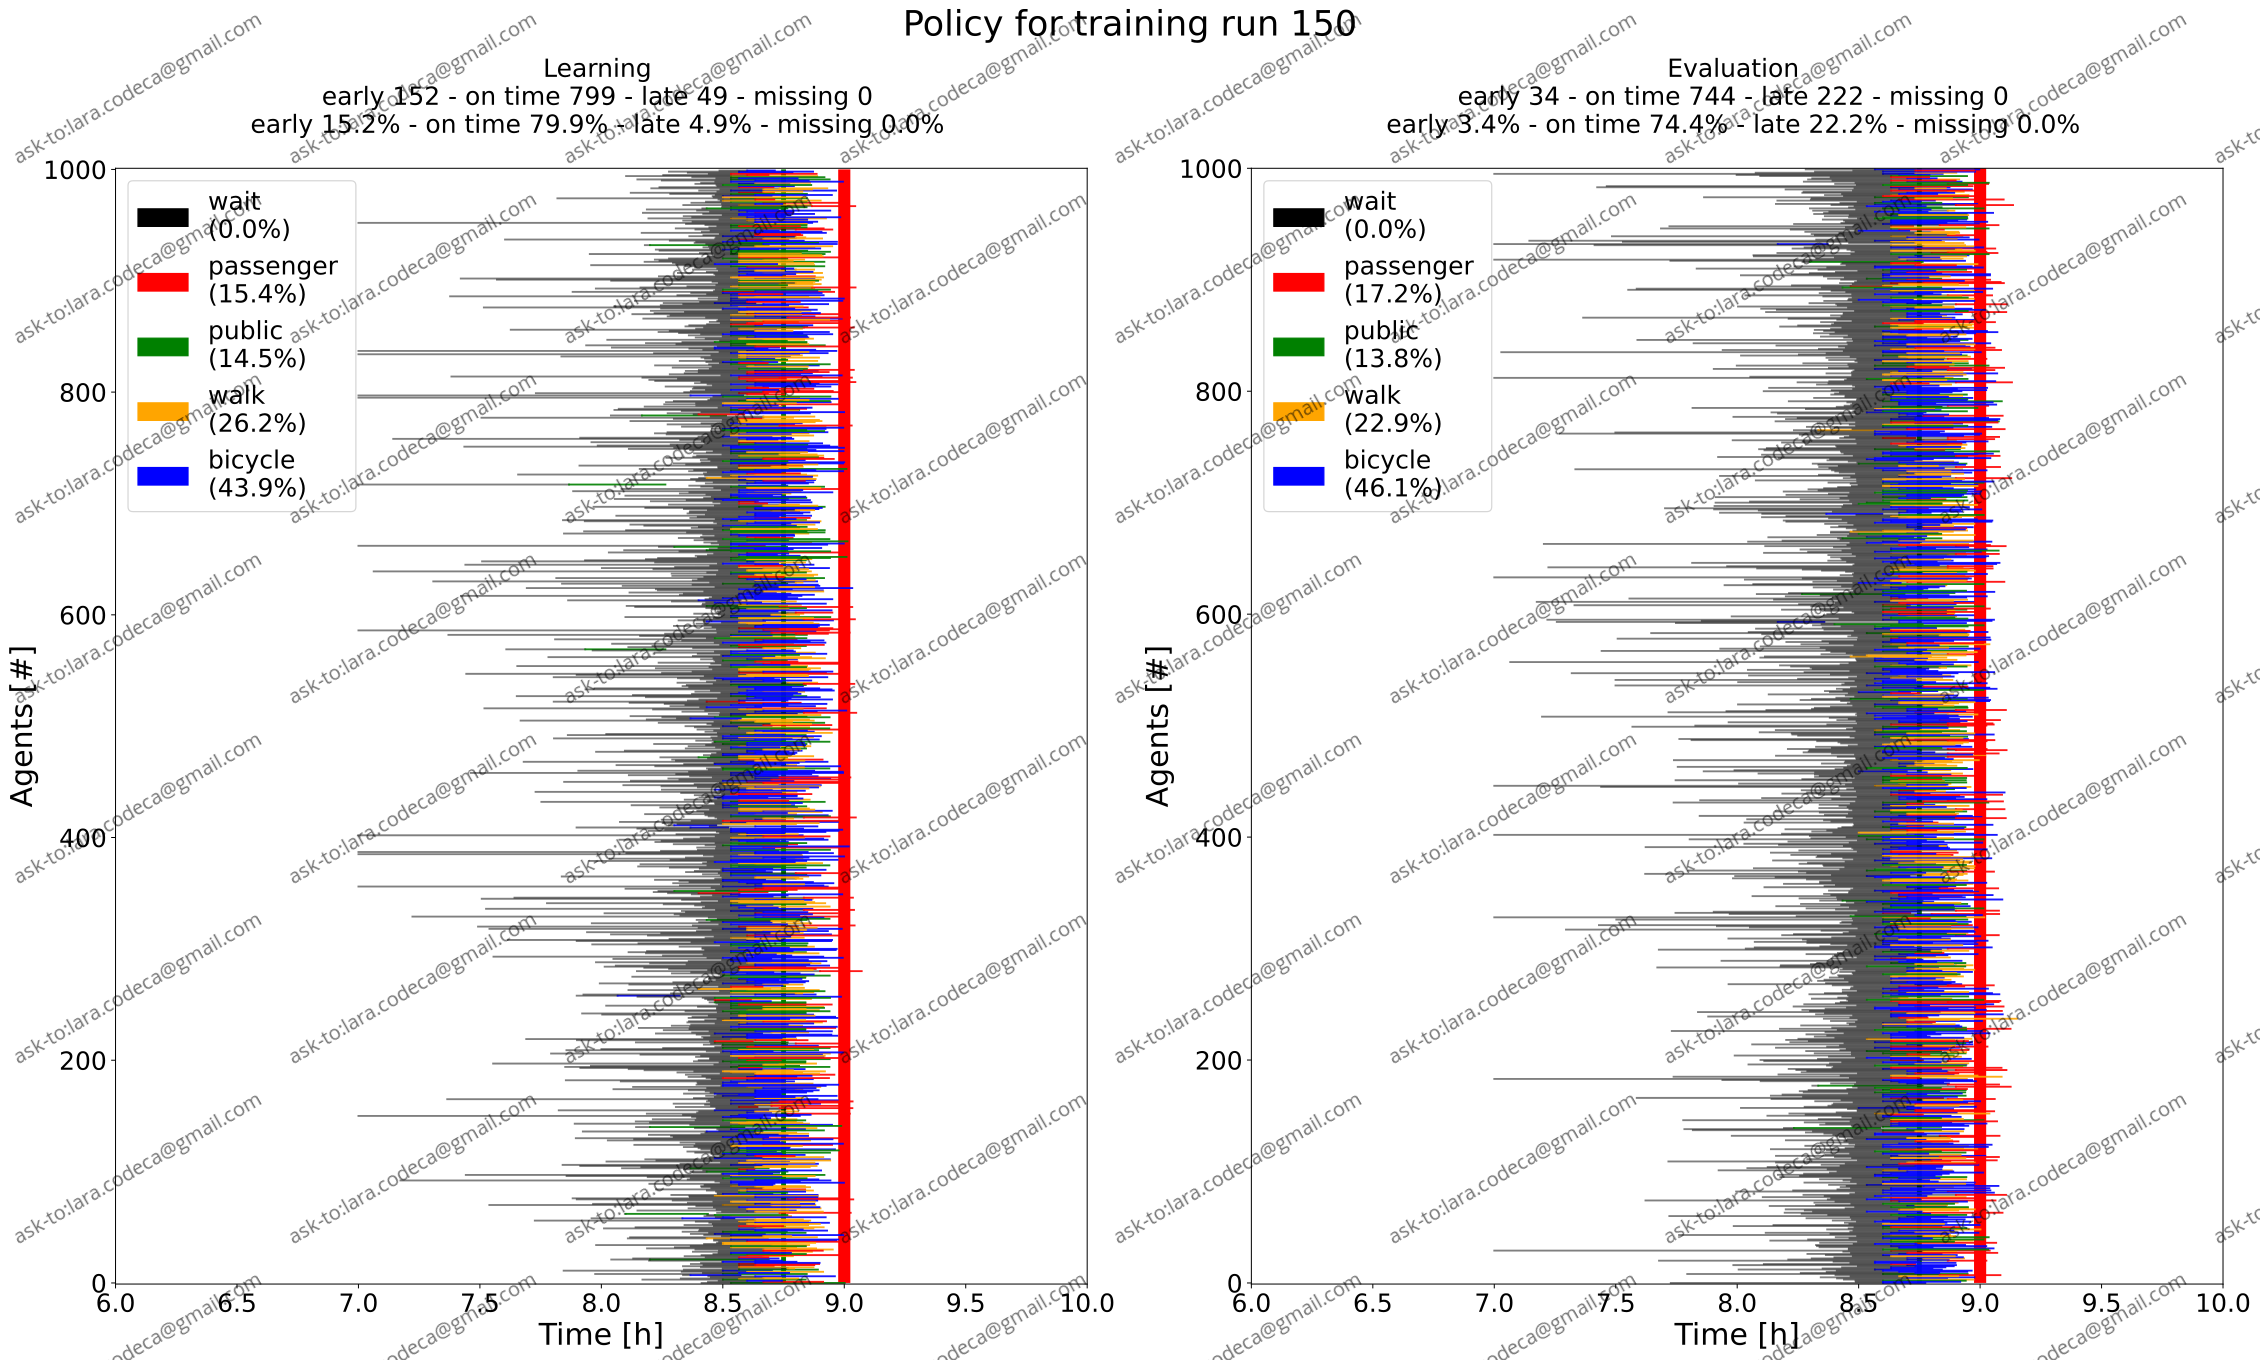 Policy for training run 150
Learning
early 152 - on time 799 - late 49 - missing 0
early 15.2% - on time 79.9% - late 4.9% - missing 0.0%
1000
800
600
400
200
0
Agents [#]
wait
(0.0%)
passenger
(15.4%)
public
(14.5%)
walk
(26.2%)
bicycle
(43.9%)
6.0 6.5 7.0 7.5 8.0 8.5 9.0 9.5 10.0
Time [h]
Evaluation
early 34 - on time 744 - late 222 - missing 0
early 3.4% - on time 74.4% - late 22.2% - missing 0.0%
1000
800
600
400
200
0
Agents [#]
wait
(0.0%)
passenger
(17.2%)
public
(13.8%)
walk
(22.9%)
bicycle
(46.1%)
6.0 6.5 7.0 7.5 8.0 8.5 9.0 9.5 10.0
Time [h]
ask-to:lara.codeca@gmail.com